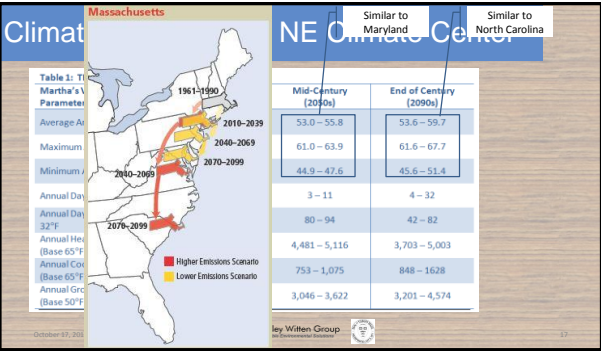 Massachusetts
Similar to
Maryland
Similar to
North Carolina
Climat NE Climate Center
Table 1: T
Martha's V
Paramete
Mid-Century
(2050s)
End of Century
(2090s)
Average A
53.0 – 55.8
53.6 – 59.7
Maximum
61.0 – 63.9
61.6 – 67.7
Minimum A
44.9 – 47.6
45.6 – 51.4
Annual Day
3 – 11
4 – 32
Annual Day
32°F
80 – 94
42 – 82
Annual Hea
(Base 65°F
4,481 – 5,116
3,703 – 5,003
Annual Coo
(Base 65°F
753 – 1,075
848 – 1628
Annual Gro
(Base 50°F
3,046 – 3,622
3,201 – 4,574
1961–1990
2010–2039
2040–2069
2070–2099
2040–2069
2070–2099
Higher Emissions Scenario
Lower Emissions Scenario
October 17, 201
ley Witten Group
17